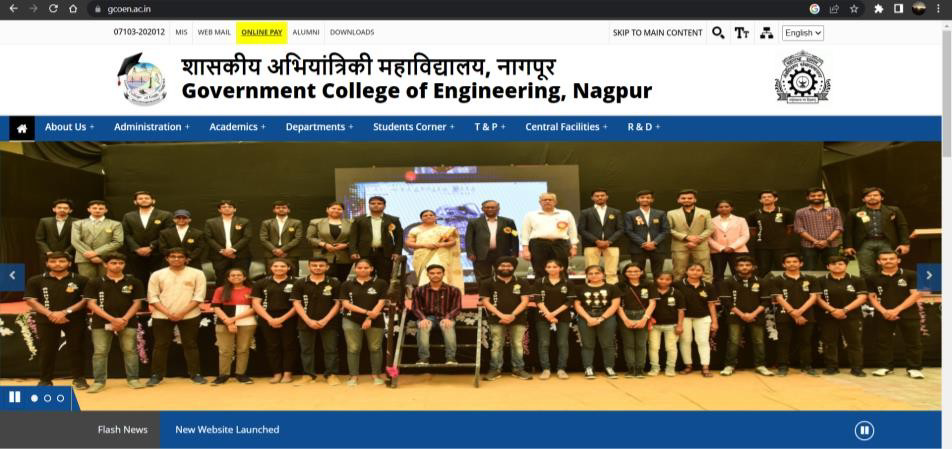 gcoen.ac.in
07103-202012 MIS WEB MAIL ONLINE PAY ALUMNI DOWNLOADS SKIP TO MAIN CONTENT TT English
शासकीय अभियांत्रिकी महाविद्यालय, नागपूर
Government College of Engineering, Nagpur
About Us + Administration + Academics + Departments + Students Corner + T & P + Central Facilities + R & D +
Flash News New Website Launched